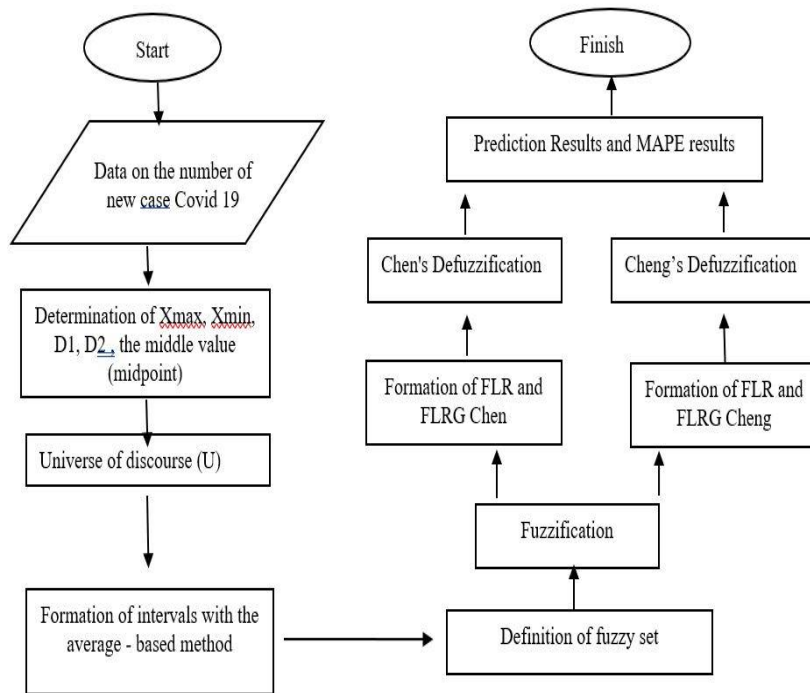 Start
Data on the number of
new case Covid 19
Determination of Xmax, Xmin,
D1, D2 , the middle value
(midpoint)
Universe of discourse (U)
Formation of intervals with the
average - based method
Definition of fuzzy set
Fuzzification
Formation of FLR and
FLRG Chen
Formation of FLR and
FLRG Cheng
Chen's Defuzzification
Cheng’s Defuzzification
Prediction Results and MAPE results
Finish